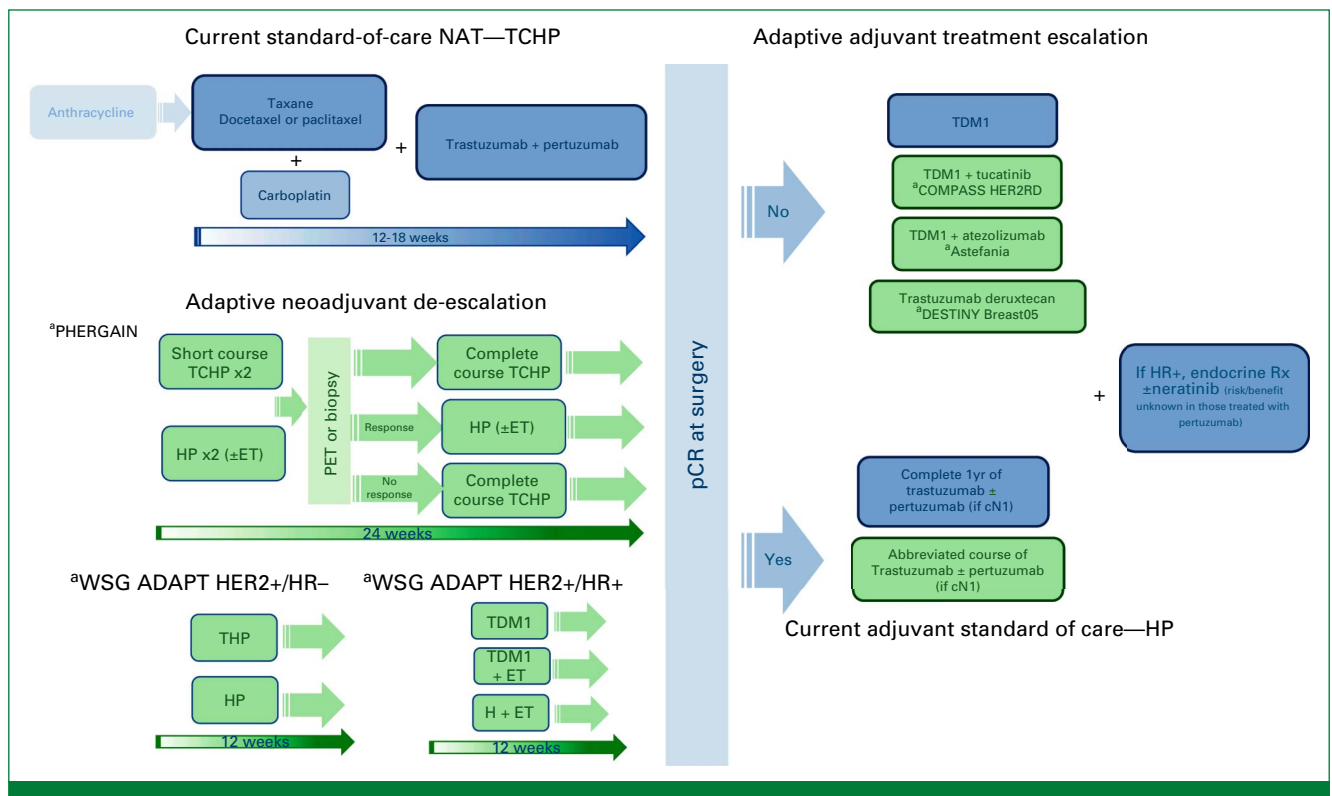 Current standard-of-care NAT—TCHP
Anthracycline
Taxane
Docetaxel or paclitaxel
+
Carboplatin
+
Trastuzumab + pertuzumab
12-18 weeks
Adaptive neoadjuvant de-escalation
aPHERGAIN
Short course
TCHP x2
HP x2 (±ET)
PET or biopsy
Complete
course TCHP
Response
HP (±ET)
No
response
Complete
course TCHP
24 weeks
aWSG ADAPT HER2+/HR–
THP
HP
12 weeks
aWSG ADAPT HER2+/HR+
TDM1
TDM1
+ ET
H + ET
12 weeks
pCR at surgery
Adaptive adjuvant treatment escalation
No
TDM1
TDM1 + tucatinib
aCOMPASS HER2RD
TDM1 + atezolizumab
aAstefania
Trastuzumab deruxtecan
aDESTINY Breast05
+
If HR+, endocrine Rx
±neratinib (risk/benefit
unknown in those treated with
pertuzumab)
Yes
Complete 1yr of
trastuzumab ±
pertuzumab (if cN1)
Abbreviated course of
Trastuzumab ± pertuzumab
(if cN1)
Current adjuvant standard of care—HP